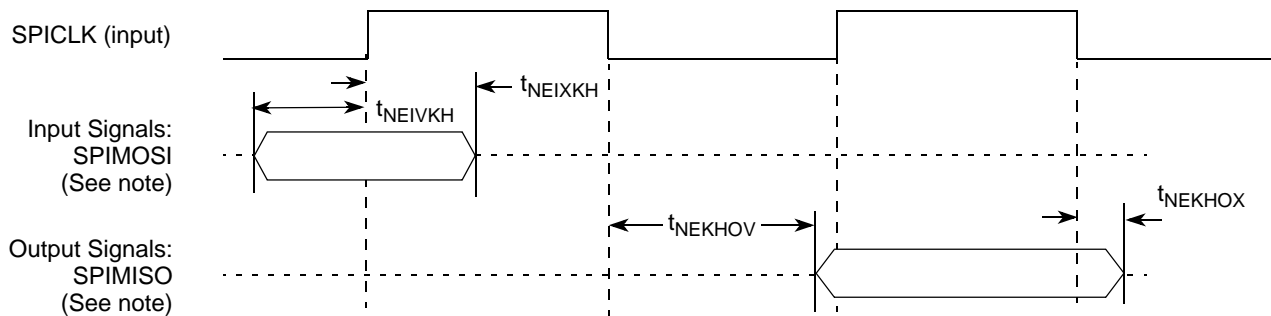 SPICLK (input)
tNEIXKH
tNEIVKH
Input Signals:
SPIMOSI
(See note)
tNEKHOX
tNEKHOV
Output Signals:
SPIMISO
(See note)